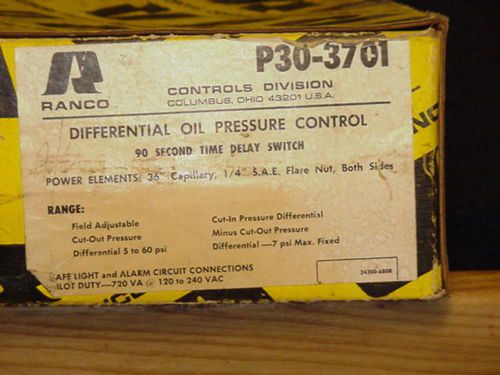 P30-3701
RANCO
CONTROLS DIVISION
COLUMBUS, OHIO 43201 U.S.A.
DIFFERENTIAL OIL PRESSURE CONTROL
90 SECOND TIME DELAY SWITCH
POWER ELEMENTS: 36" Capillary, 1/4" S.A.E. Flare Nut, Both Sides
RANGE:
Field Adjustable
Cut-Out Pressure
Differential 5 to 60 psi
Cut-In Pressure Differential
Minus Cut-Out Pressure
Differential—7 psi Max. Fixed
AFE LIGHT and ALARM CIRCUIT CONNECTIONS
ILOT DUTY—720 VA @ 120 to 240 VAC
24300-6808